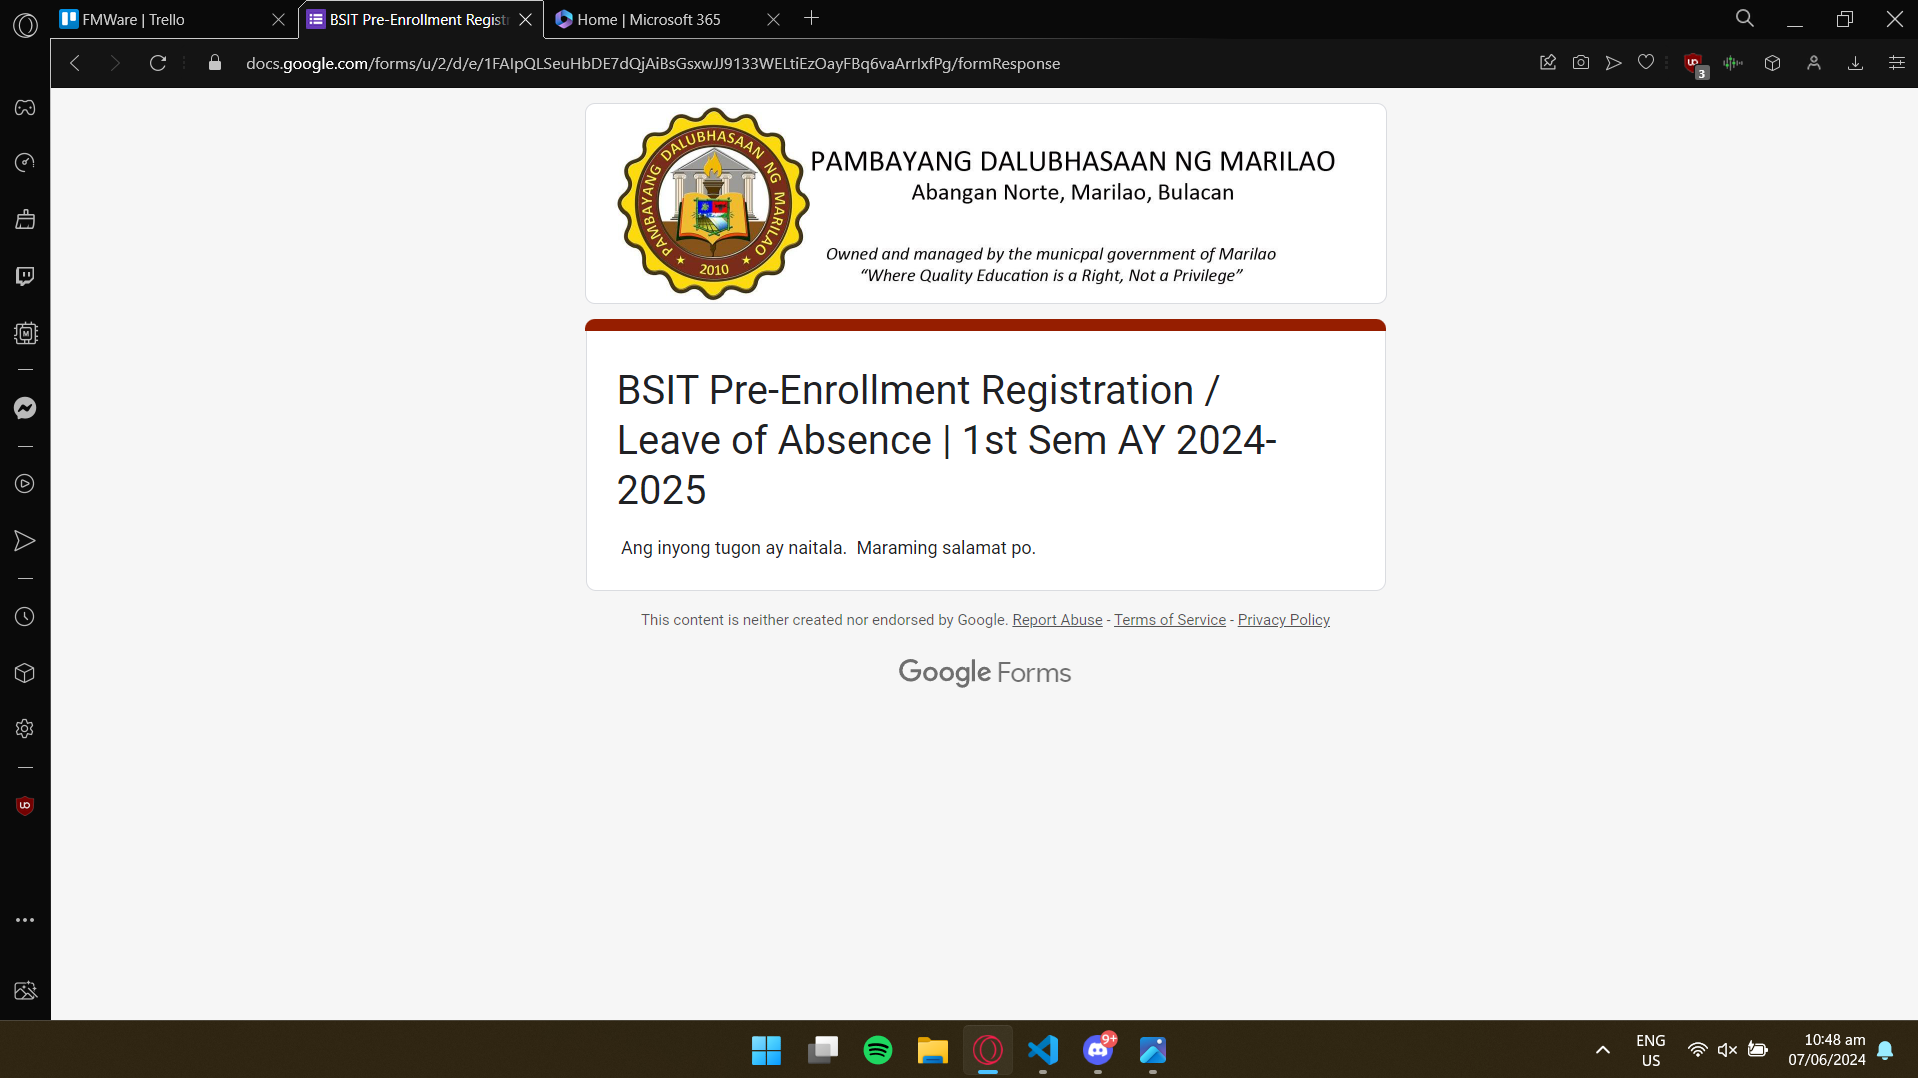 FMWare | Trello
BSIT Pre-Enrollment Regist
Home | Microsoft 365
docs.google.com/forms/u/2/d/e/1FAIpQLSeuHbDE7dQjAiBsGsxwJJ9133WELtiEzOayFBq6vaArrIxfPg/formResponse
3
PAMBAYANG DALUBHASAAN NG MARILAO
2010
PAMBAYANG DALUBHASAAN NG MARILAO
Abangan Norte, Marilao, Bulacan
Owned and managed by the municpal government of Marilao
“Where Quality Education is a Right, Not a Privilege”
BSIT Pre-Enrollment Registration /
Leave of Absence | 1st Sem AY 2024-
2025
Ang inyong tugon ay naitala.  Maraming salamat po.
This content is neither created nor endorsed by Google. Report Abuse - Terms of Service - Privacy Policy
Google Forms
9+
ENG
US
10:48 am
07/06/2024